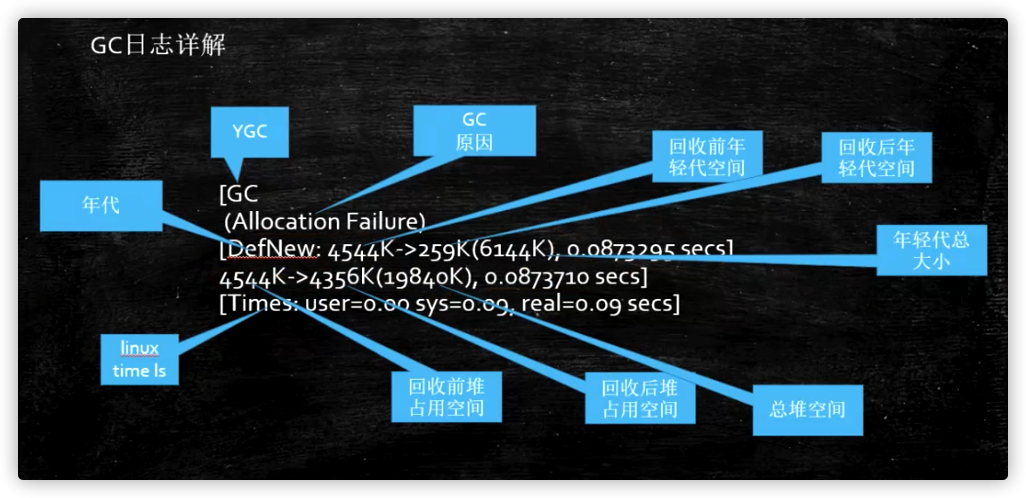 GC日志详解
YGC
GC
原因
回收前年
轻代空间
回收后年
轻代空间
年代
[GC
(Allocation Failure)
[DefNew: 4544K->259K(6144K), 0.0873295 secs]
4544K->4356K(19840K), 0.0873710 secs]
[Times: user=0.00 sys=0.09, real=0.09 secs]
年轻代总
大小
linux
time ls
回收前堆
占用空间
回收后堆
占用空间
总堆空间